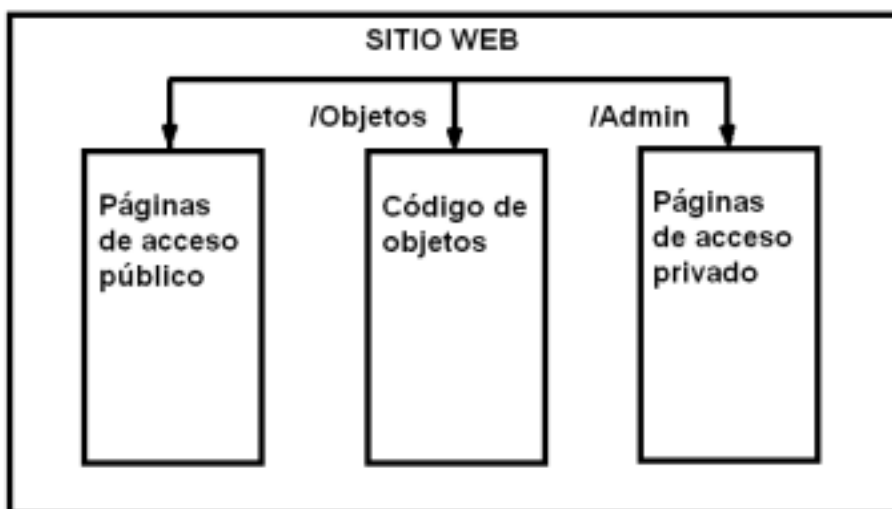 SITIO WEB
/Objetos
/Admin
Páginas
de acceso
público
Código de
objetos
Páginas
de acceso
privado